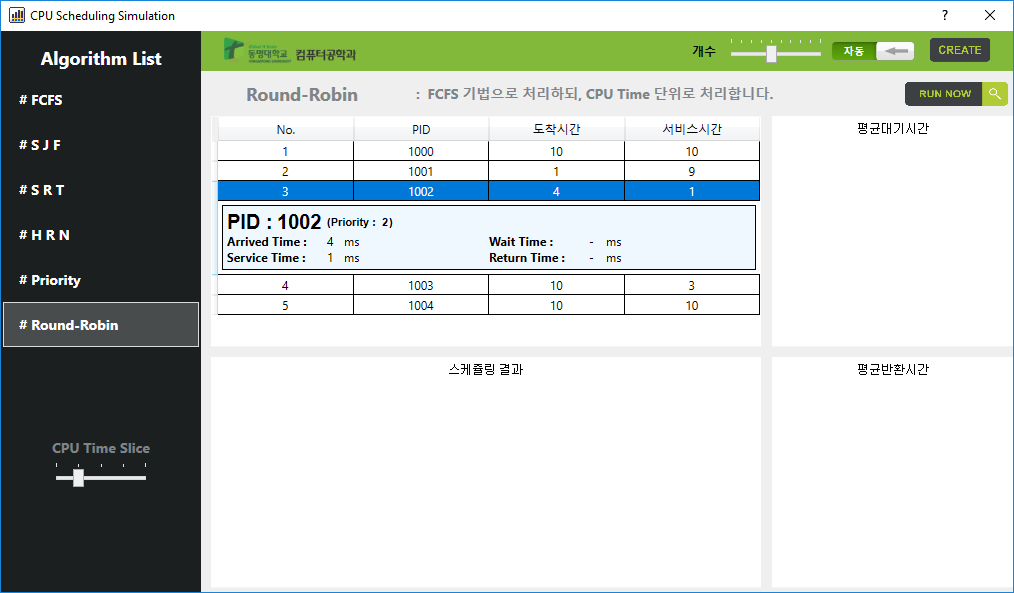 CPU Scheduling Simulation
?
Algorithm List
# FCFS
# S J F
# S R T
# H R N
# Priority
# Round-Robin
CPU Time Slice
동명대학교 컴퓨터공학과
개수
자동
CREATE
Round-Robin : FCFS 기법으로 처리하되, CPU Time 단위로 처리합니다.
RUN NOW
No. PID 도착시간 서비스시간
1 1000 10 10
2 1001 1 9
3 1002 4 1
PID : 1002 (Priority : 2)
Arrived Time : 4 ms Wait Time : - ms
Service Time : 1 ms Return Time : - ms
4 1003 10 3
5 1004 10 10
평균대기시간
스케쥴링 결과
평균반환시간